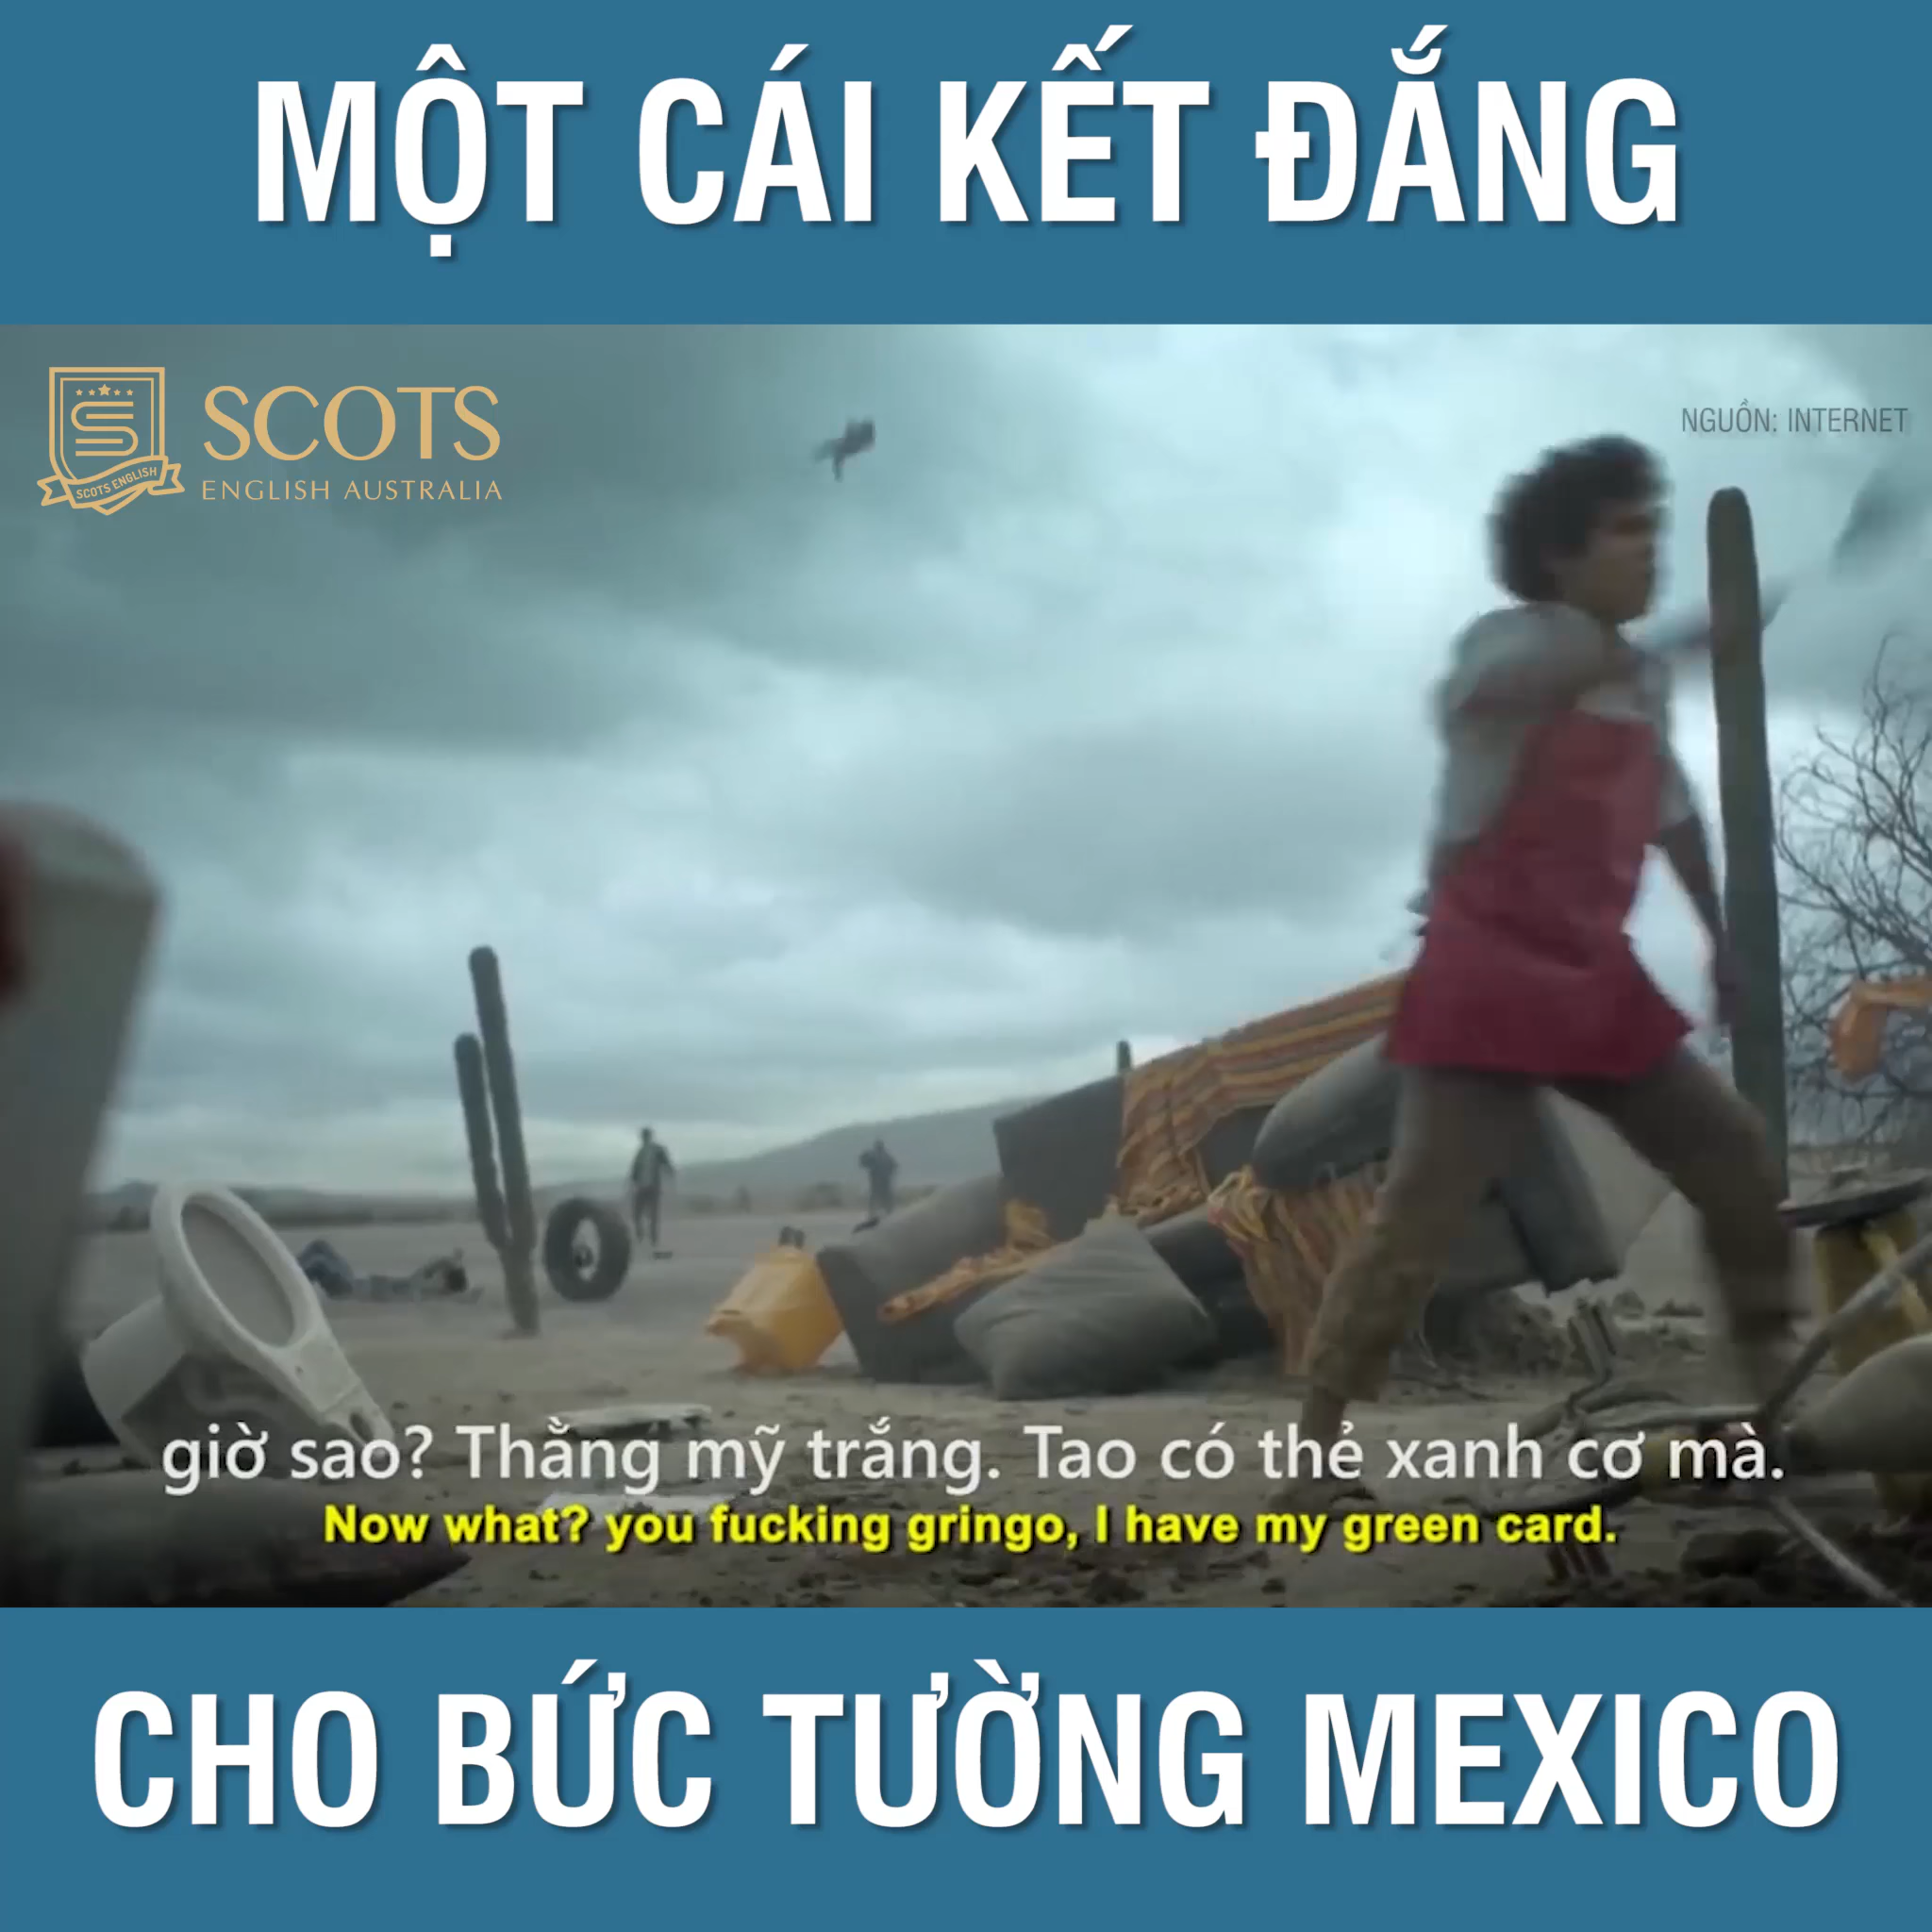 MỘT CÁI KẾT ĐẮNG
SCOTS
ENGLISH AUSTRALIA
SCOTS ENGLISH
NGUỒN: INTERNET
giờ sao? Thằng mỹ trắng. Tao có thẻ xanh cơ mà.
Now what? you fucking gringo, I have my green card.
CHO BỨC TƯỜNG MEXICO